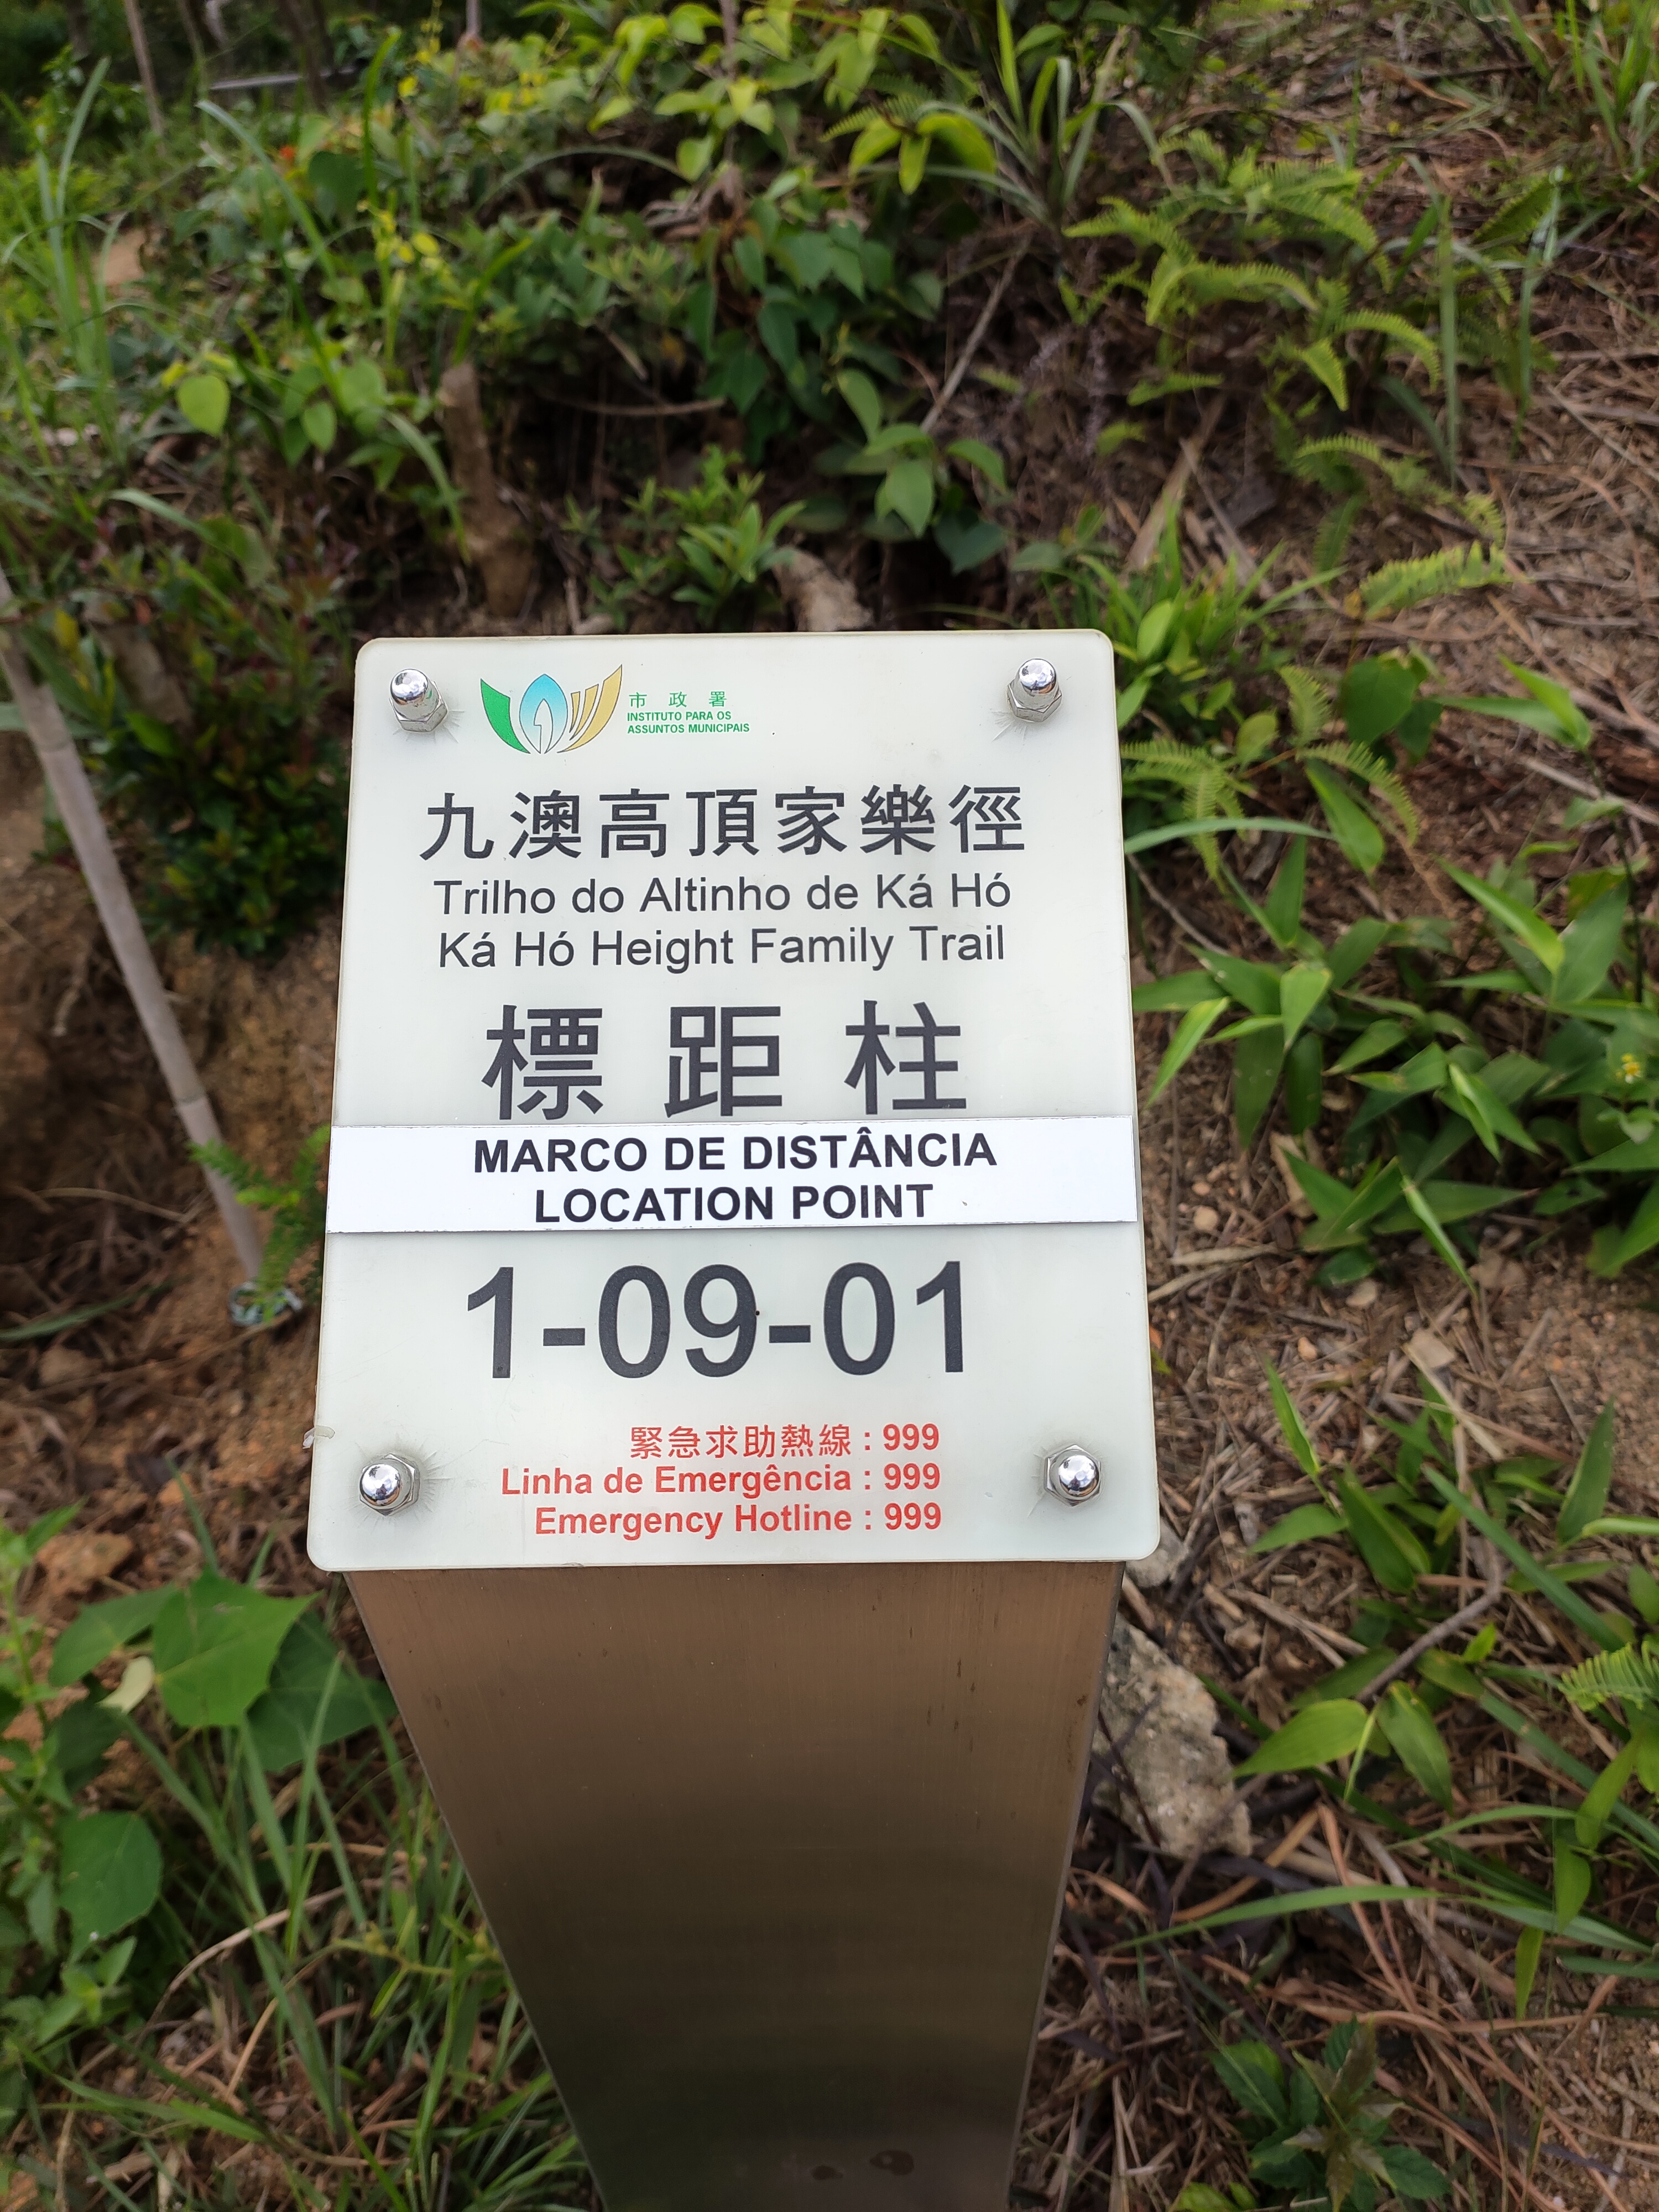 市政署
INSTITUTO PARA OS
ASSUNTOS MUNICIPAIS
九澳高頂家樂徑
Trilho do Altinho de Ká Hó
Ká Hó Height Family Trail
標距柱
MARCO DE DISTÂNCIA
LOCATION POINT
1-09-01
緊急求助熱線 : 999
Linha de Emergência : 999
Emergency Hotline : 999